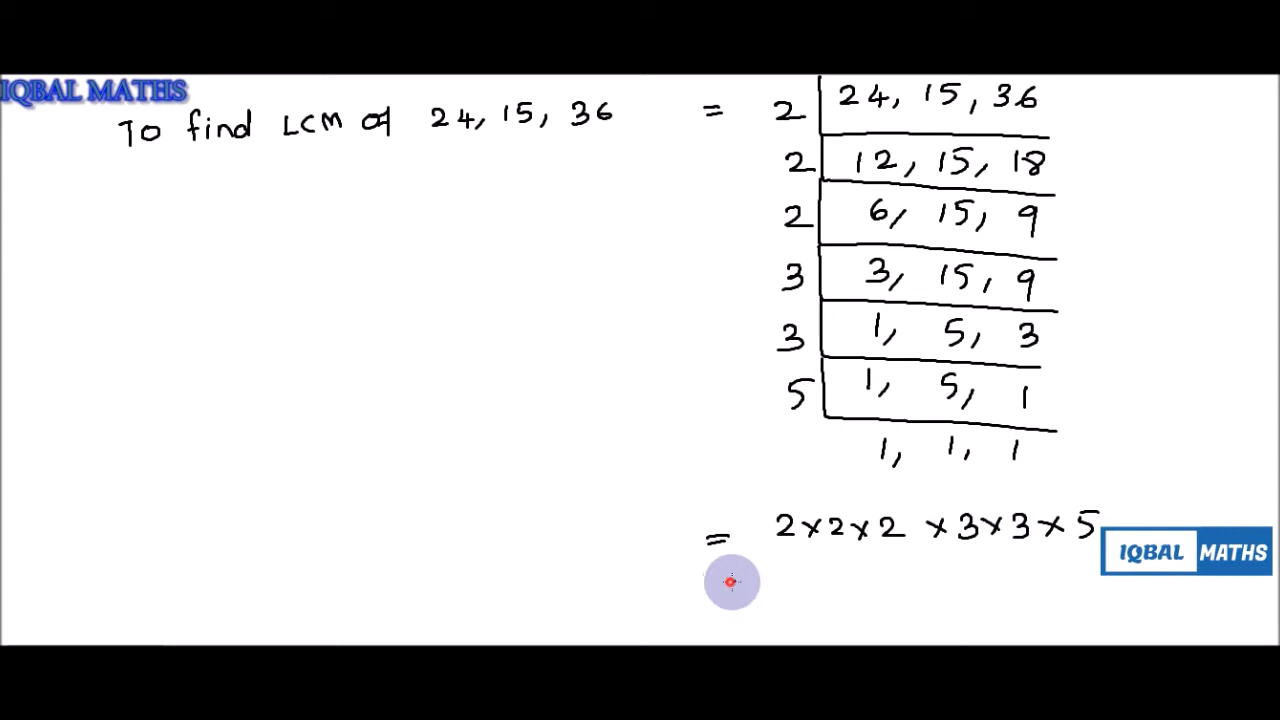 IQBAL MATHS
To find LCM of 24, 15, 36 = 2 | 24, 15, 36
2 | 12, 15, 18
2 | 6, 15, 9
3 | 3, 15, 9
3 | 1, 5, 3
5 | 1, 5, 1
1, 1, 1
= 2 × 2 × 2 × 3 × 3 × 5
IQBAL MATHS